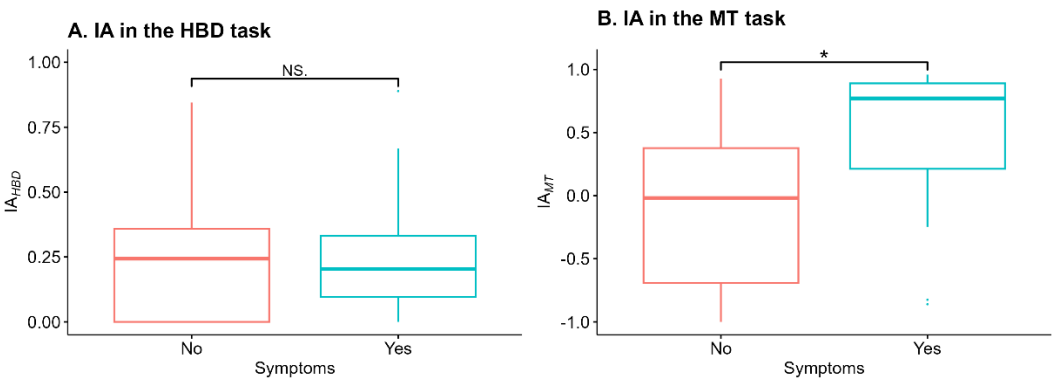 A. IA in the HBD task
1.00
0.75
0.50
0.25
0.00
IAHBD
NS.
No
Yes
Symptoms
B. IA in the MT task
1.0
0.5
0.0
-0.5
-1.0
IAMT
*
No
Yes
Symptoms